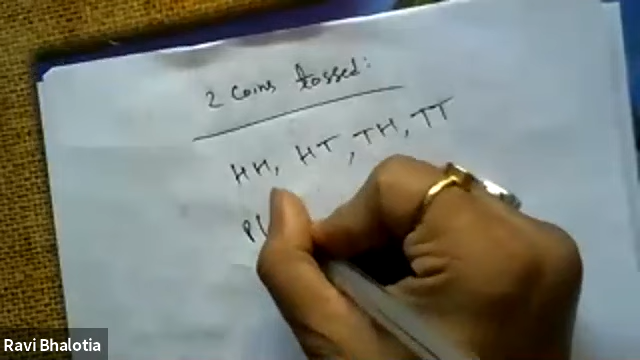 2 Coins tossed:
HH, HT, TH, TT
P(
Ravi Bhalotia